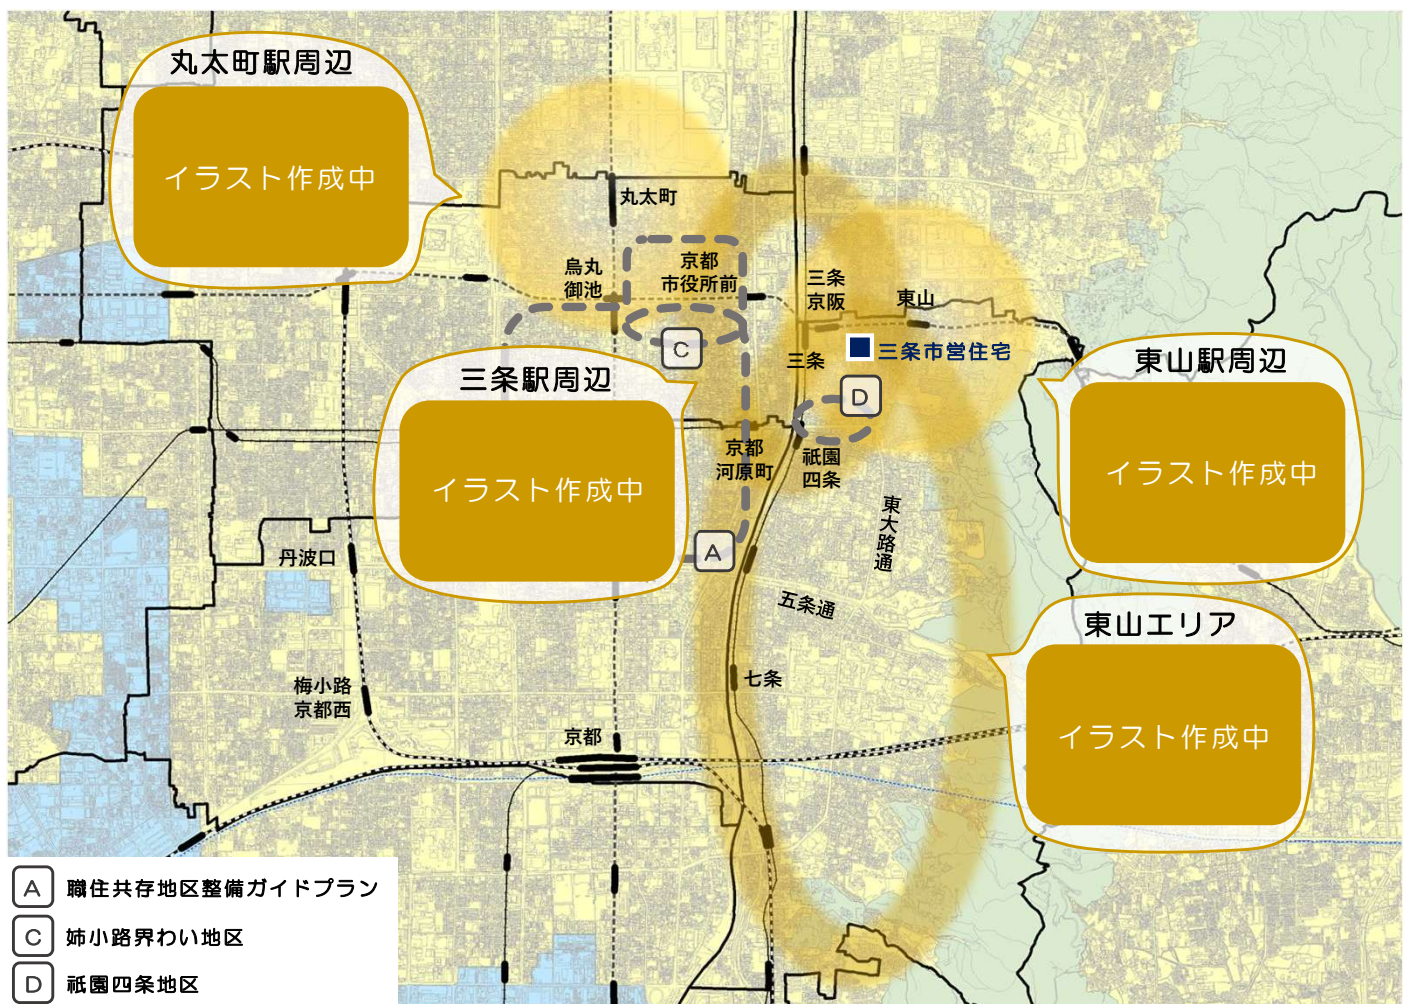 丸太町駅周辺
イラスト作成中
丸太町
烏丸
御池
京都
市役所前
三条
京阪
東山
三条市営住宅
C
三条
東山駅周辺
イラスト作成中
三条駅周辺
イラスト作成中
D
京都
河原町
祇園
四条
東大路通
A
丹波口
五条通
東山エリア
イラスト作成中
七条
梅小路
京都西
京都
A 職住共存地区整備ガイドプラン
C 姉小路界わい地区
D 祇園四条地区